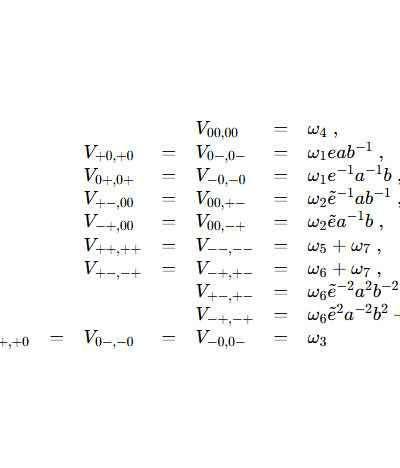 V_{00,00} = ω_4 ,
V_{+0,+0} = V_{0−,0−} = ω_1 e a b^{−1} ,
V_{0+,0+} = V_{−0,−0} = ω_1 e^{−1} a^{−1} b ,
V_{+−,00} = V_{00,+−} = ω_2 ẽ^{−1} a b^{−1} ,
V_{−+,00} = V_{00,−+} = ω_2 ẽ a^{−1} b ,
V_{++,++} = V_{−−,−−} = ω_5 + ω_7 ,
V_{+−,−+} = V_{−+,+−} = ω_6 + ω_7 ,
V_{+−,+−} = ω_6 ẽ^{−2} a^2 b^{−2}
V_{−+,−+} = ω_6 ẽ^2 a^{−2} b^2 +
_{+,+0} = V_{0−,−0} = V_{−0,0−} = ω_3